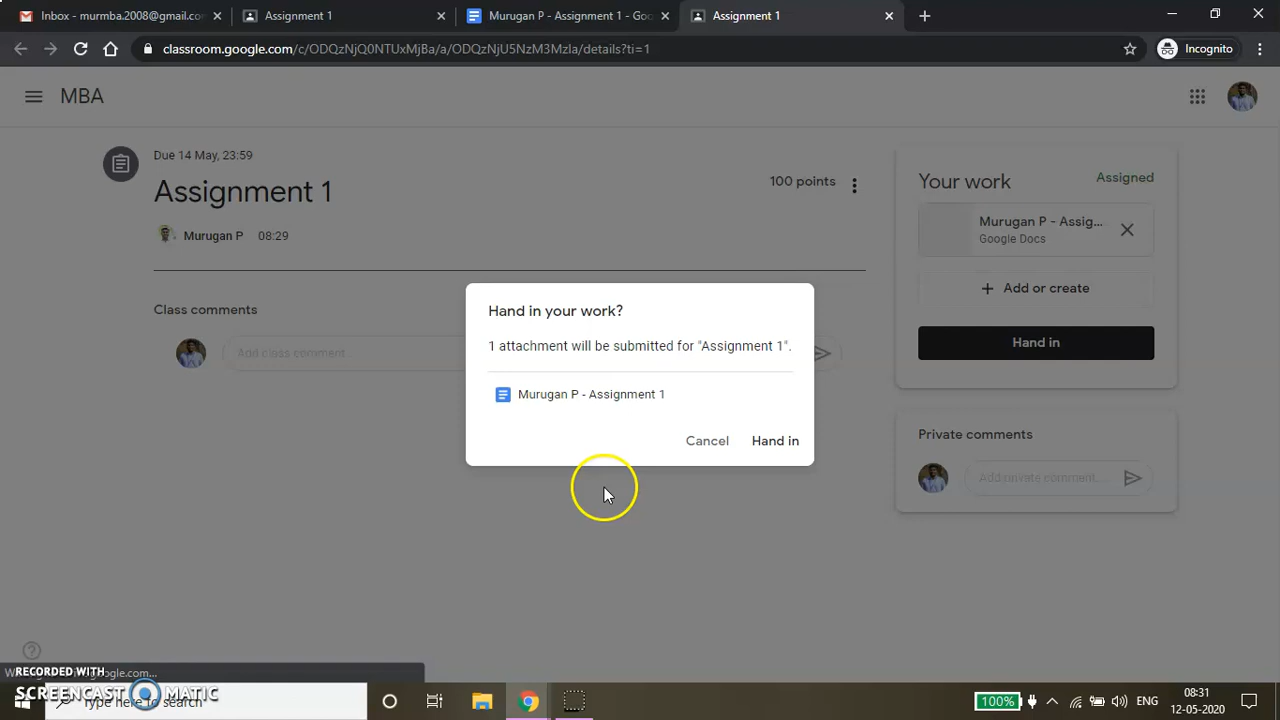 Inbox - murmba.2008@gmail.co
Assignment 1
Murugan P - Assignment 1 - Goo
Assignment 1
classroom.google.com/c/ODQzNjQ0NTUxMjBa/a/ODQzNjU5NzM3Mzla/details?ti=1
Incognito
MBA
Due 14 May, 23:59
Assignment 1
100 points
Murugan P 08:29
Class comments
Add class comment...
Your work
Assigned
Murugan P - Assig...
Google Docs
Add or create
Hand in
Private comments
Add private comment...
Hand in your work?
1 attachment will be submitted for "Assignment 1".
Murugan P - Assignment 1
Cancel
Hand in
RECORDED WITH
SCREENCAST MATIC
Type here to search
100%
ENG
08:31
12-05-2020